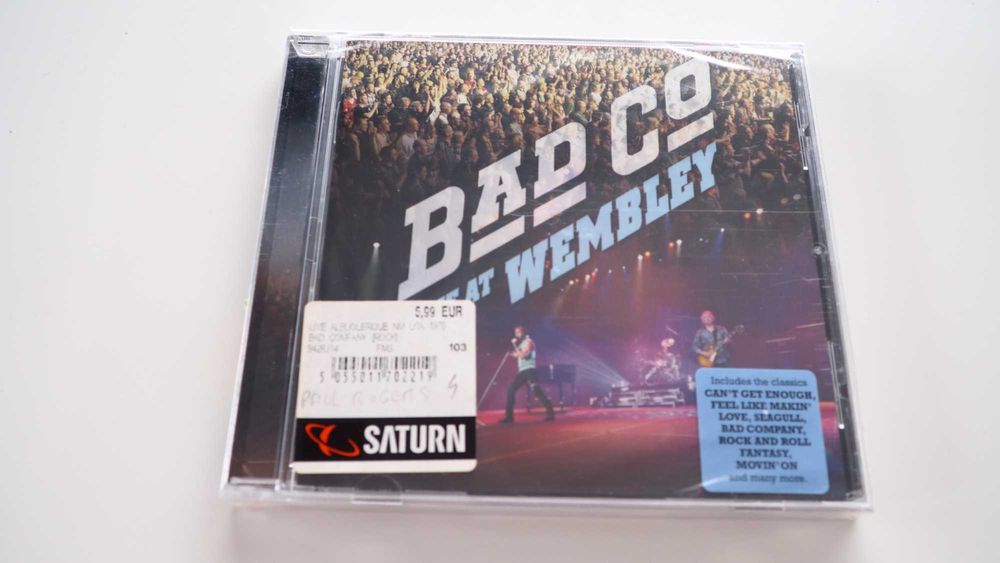 BAD CO
AT WEMBLEY
5,99 EUR
LIVE ALBUQUERQUE NM USA 1976
BAD COMPANY [ROCK]
FMS 103
5 055011 702219
PAUL ROGERS
SATURN
Includes the classics
CAN'T GET ENOUGH,
FEEL LIKE MAKIN'
LOVE, SEAGULL,
BAD COMPANY,
ROCK AND ROLL
FANTASY,
MOVIN' ON
and many more.